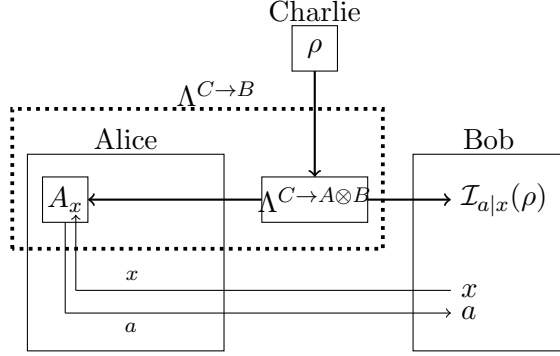 Charlie
ρ
Λ^{C→B}
Alice
Bob
A_x
Λ^{C→A⊗B}
𝓘_{a|x}(ρ)
x
x
a
a